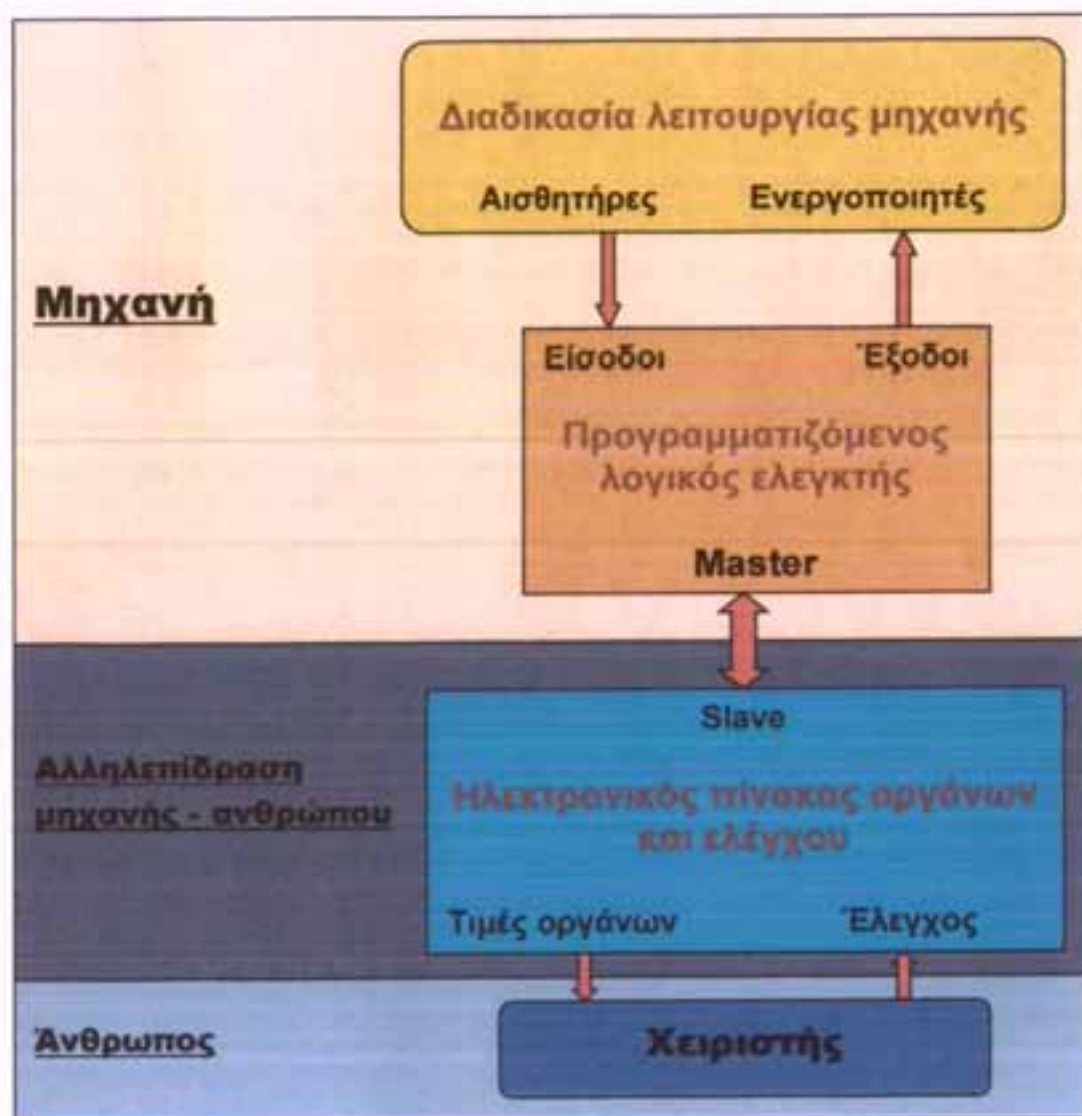 Διαδικασία λειτουργίας μηχανής
Αισθητήρες Ενεργοποιητές
Μηχανή
Είσοδοι Έξοδοι
Προγραμματιζόμενος
λογικός ελεγκτής
Master
Slave
Αλληλεπίδραση
μηχανής - ανθρώπου
Ηλεκτρονικός πίνακας οργάνων
και ελέγχου
Τιμές οργάνων Έλεγχος
Άνθρωπος
Χειριστής